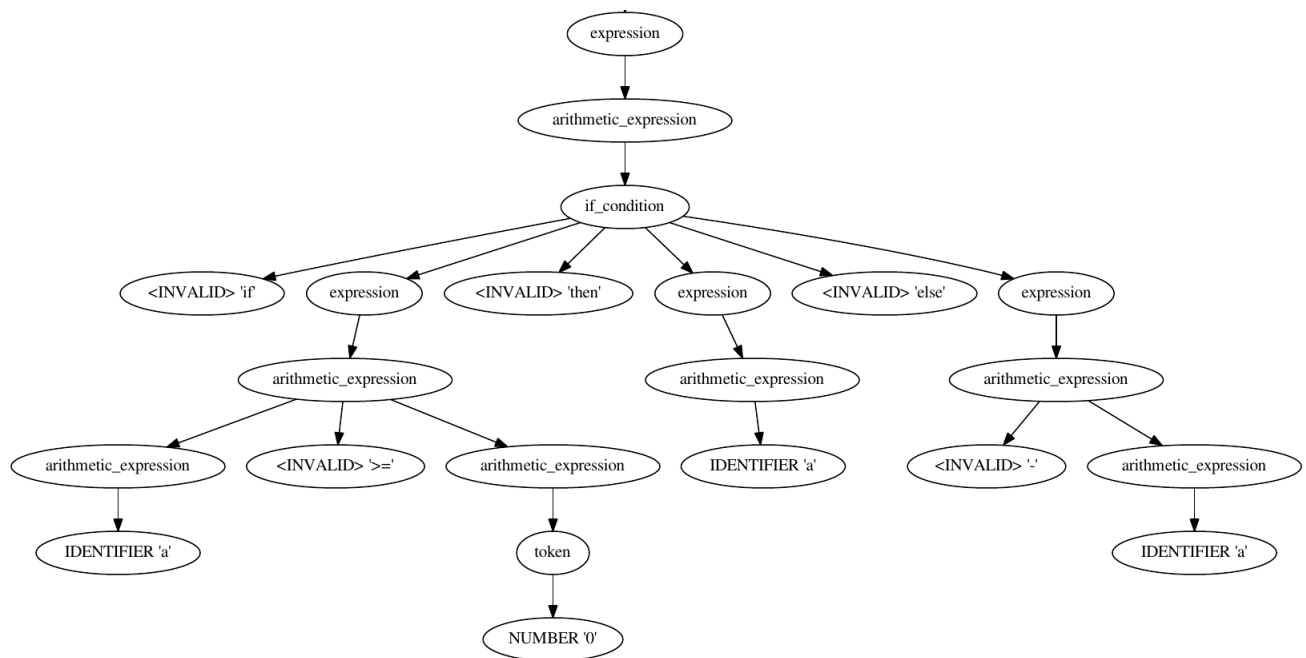 expression
arithmetic_expression
if_condition
<INVALID> 'if'
expression
<INVALID> 'then'
expression
<INVALID> 'else'
expression
arithmetic_expression
arithmetic_expression
arithmetic_expression
arithmetic_expression
<INVALID> '>='
arithmetic_expression
IDENTIFIER 'a'
<INVALID> '-'
arithmetic_expression
IDENTIFIER 'a'
token
IDENTIFIER 'a'
NUMBER '0'